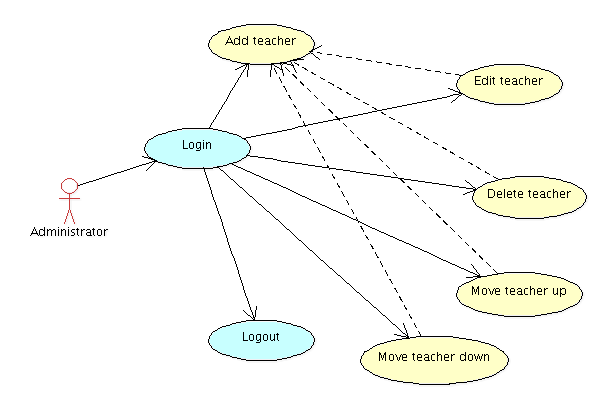 Add teacher
Edit teacher
Login
Delete teacher
Administrator
Move teacher up
Logout
Move teacher down